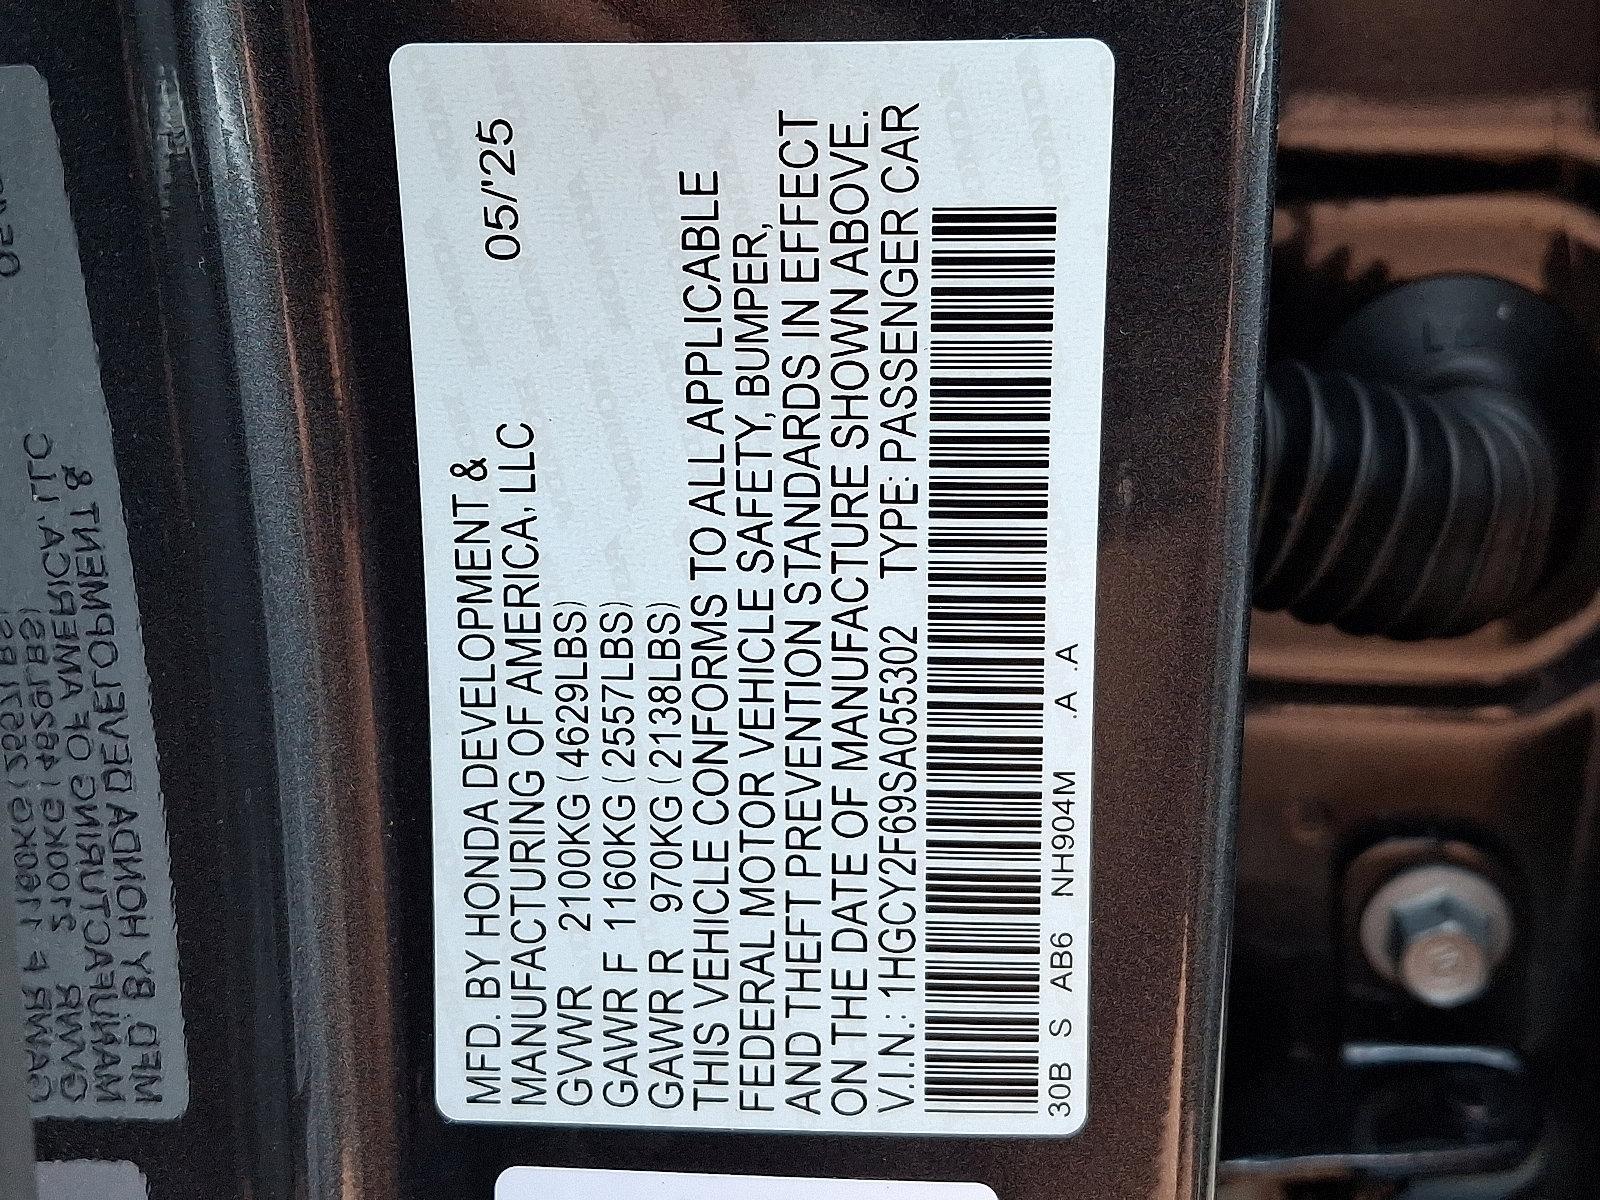 MFD. BY HONDA DEVELOPMENT &
MANUFACTURING OF AMERICA, LLC 05/'25
GVWR 2100KG (4629LBS)
GAWR F 1160KG (2557LBS)
GAWR R 970KG (2138LBS)
THIS VEHICLE CONFORMS TO ALL APPLICABLE
FEDERAL MOTOR VEHICLE SAFETY, BUMPER,
AND THEFT PREVENTION STANDARDS IN EFFECT
ON THE DATE OF MANUFACTURE SHOWN ABOVE.
V.I.N.: 1HGCY2F69SA055302 TYPE: PASSENGER CAR
30B S AB6 NH904M .A .A